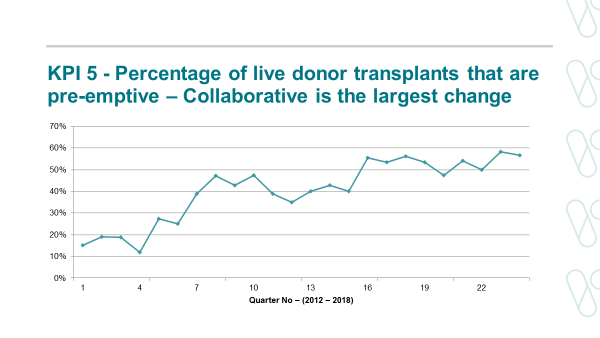 KPI 5 - Percentage of live donor transplants that are
pre-emptive – Collaborative is the largest change
70%
60%
50%
40%
30%
20%
10%
0%
1 4 7 10 13 16 19 22
Quarter No – (2012 – 2018)